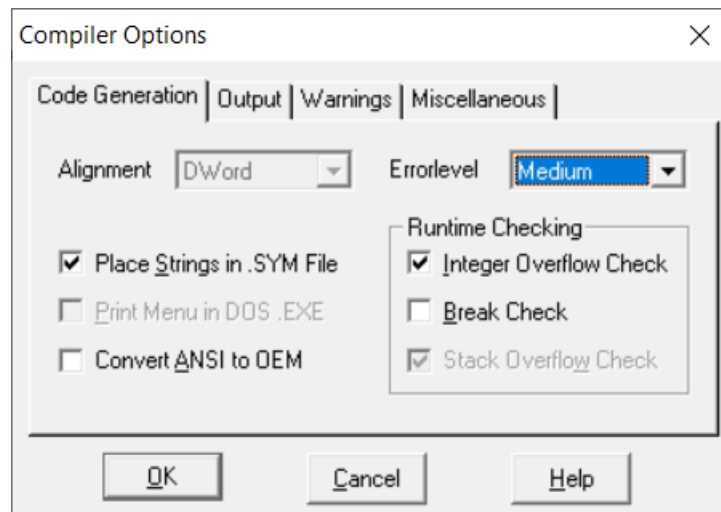 Compiler Options
Code Generation Output Warnings Miscellaneous
Alignment DWord Errorlevel Medium
Runtime Checking
Place Strings in .SYM File Integer Overflow Check
Print Menu in DOS .EXE Break Check
Convert ANSI to OEM Stack Overflow Check
OK Cancel Help